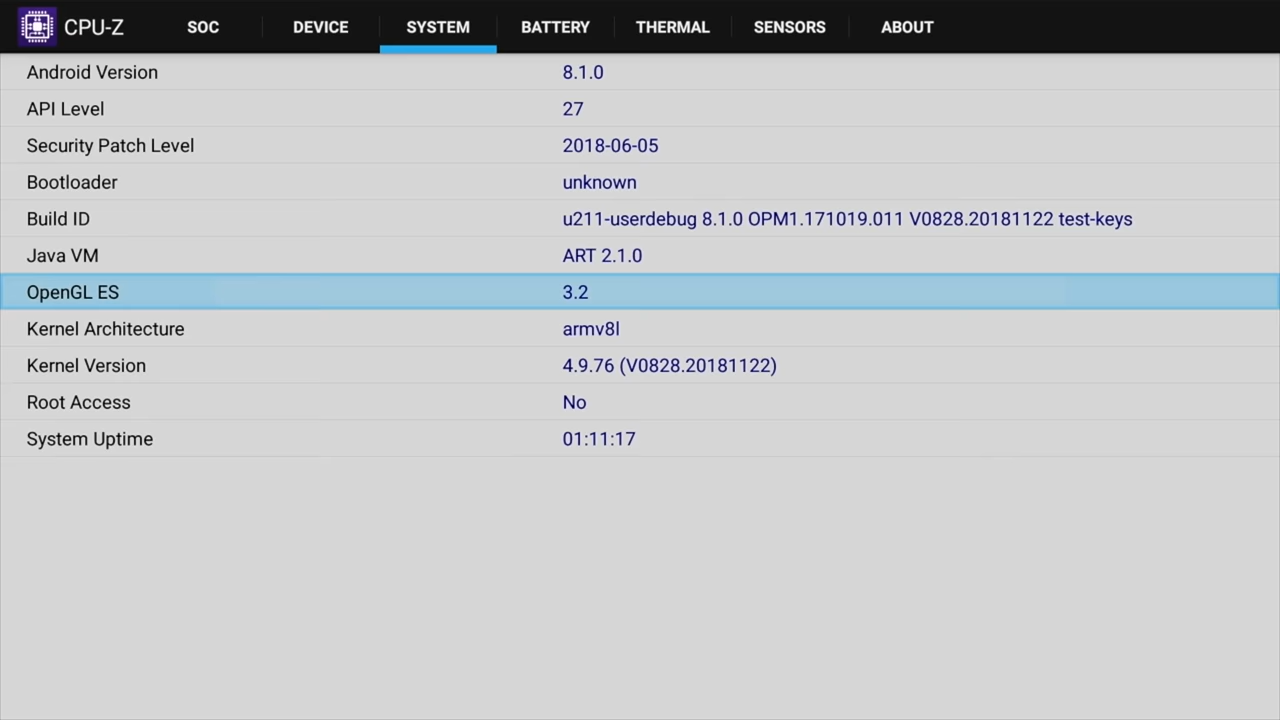 CPU-Z SOC DEVICE SYSTEM BATTERY THERMAL SENSORS ABOUT
Android Version 8.1.0
API Level 27
Security Patch Level 2018-06-05
Bootloader unknown
Build ID u211-userdebug 8.1.0 OPM1.171019.011 V0828.20181122 test-keys
Java VM ART 2.1.0
OpenGL ES 3.2
Kernel Architecture armv8l
Kernel Version 4.9.76 (V0828.20181122)
Root Access No
System Uptime 01:11:17